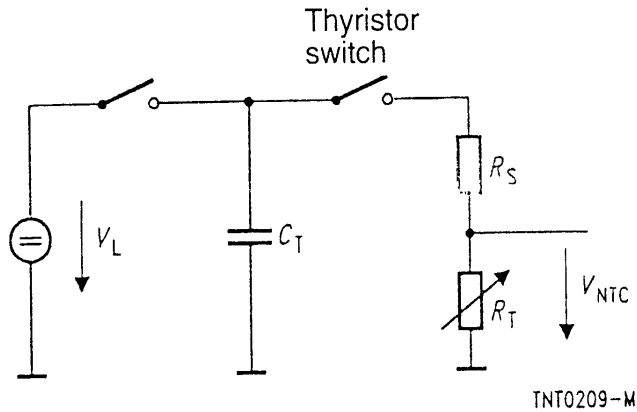 Thyristor
switch
R_S
V_L
C_T
V_NTC
R_T
TNT0209-M